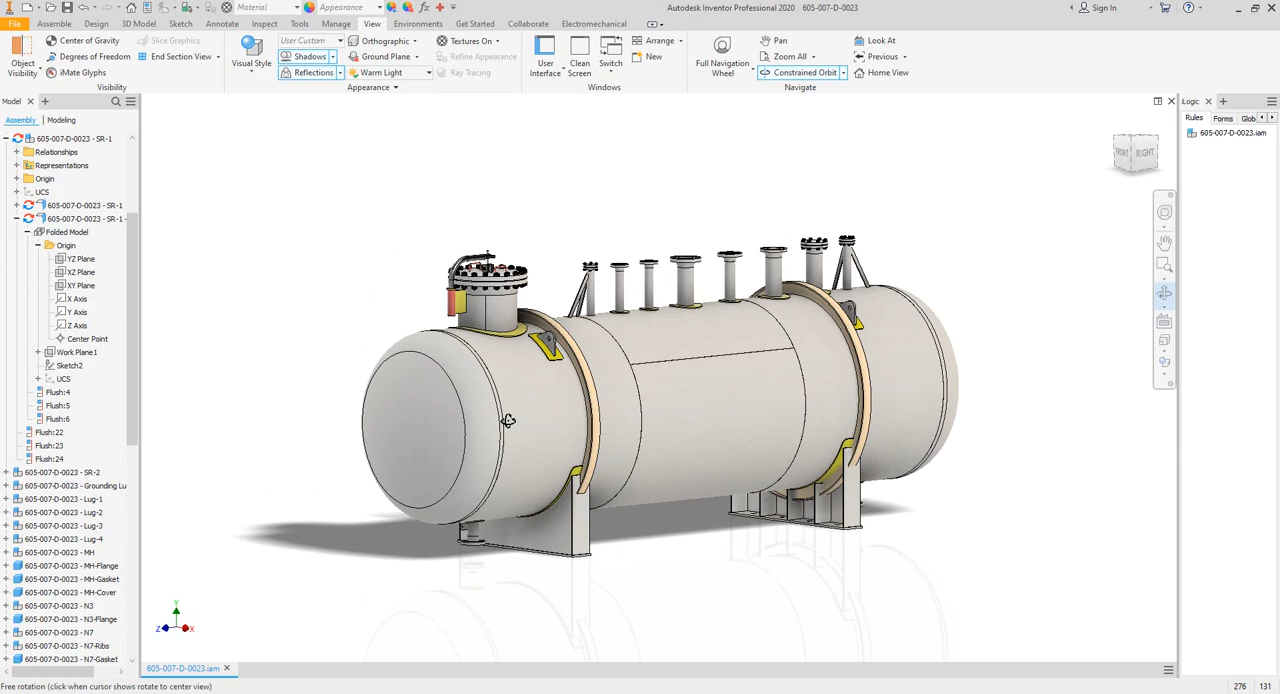 Material
Appearance
Autodesk Inventor Professional 2020   605-007-D-0023
Sign In
PRO
File
Assemble
Design
3D Model
Sketch
Annotate
Inspect
Tools
Manage
View
Environments
Get Started
Collaborate
Electromechanical
Object
Visibility
Center of Gravity
Degrees of Freedom
iMate Glyphs
Slice Graphics
End Section View
Visibility
Visual Style
User Custom
Shadows
Reflections
Orthographic
Ground Plane
Warm Light
Textures On
Refine Appearance
Ray Tracing
Appearance
User
Interface
Clean
Screen
Switch
Arrange
New
Windows
Full Navigation
Wheel
Pan
Zoom All
Constrained Orbit
Look At
Previous
Home View
Navigate
Model
Assembly
Modeling
605-007-D-0023 - SR-1
Relationships
Representations
Origin
UCS
605-007-D-0023 - SR-1
605-007-D-0023 - SR-1 -
Folded Model
Origin
YZ Plane
XZ Plane
XY Plane
X Axis
Y Axis
Z Axis
Center Point
Work Plane1
Sketch2
UCS
Flush:4
Flush:5
Flush:6
Flush:22
Flush:23
Flush:24
605-007-D-0023 - SR-2
605-007-D-0023 - Grounding Lu
605-007-D-0023 - Lug-1
605-007-D-0023 - Lug-2
605-007-D-0023 - Lug-3
605-007-D-0023 - Lug-4
605-007-D-0023 - MH
605-007-D-0023 - MH-Flange
605-007-D-0023 - MH-Gasket
605-007-D-0023 - MH-Cover
605-007-D-0023 - N3
605-007-D-0023 - N3-Flange
605-007-D-0023 - N7
605-007-D-0023 - N7-Ribs
605-007-D-0023 - N7-Gasket
FRONT
RIGHT
Y
Z
X
605-007-D-0023.iam
iLogic
Rules
Forms
Glob
605-007-D-0023.iam
Free rotation (click when cursor shows rotate to center view)
276
131